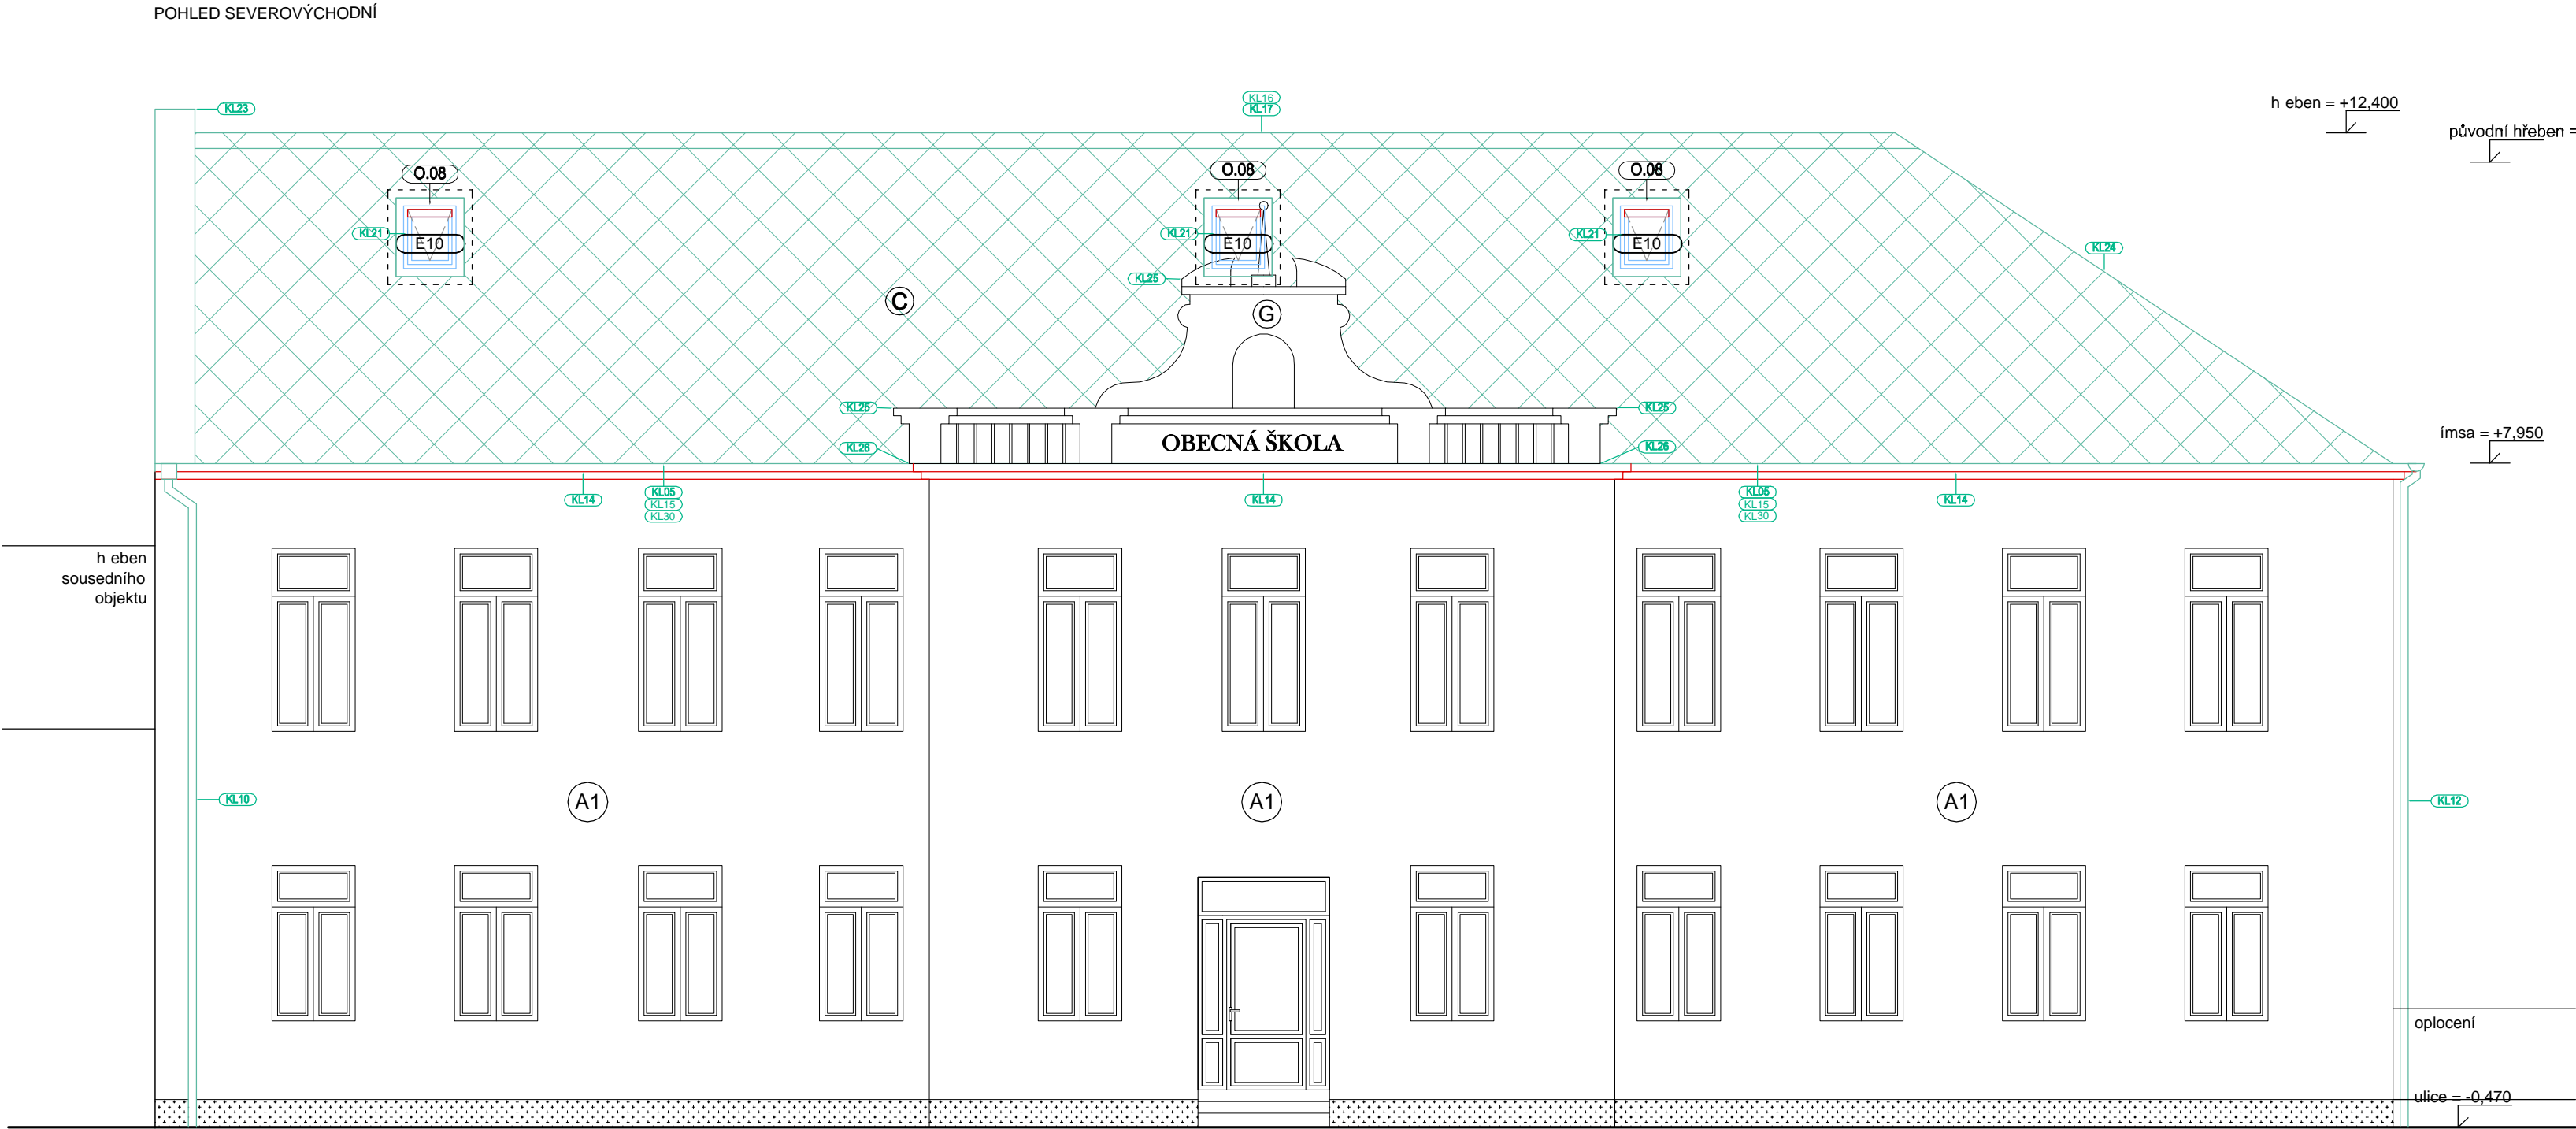 POHLED SEVEROVÝCHODNÍ
KL23
KL16
KL17
h eben = +12,400
původní hřeben =
O.08
O.08
O.08
KL21
E10
KL21
E10
KL21
E10
KL24
KL25
C
G
KL25
KL25
KL26
OBECNÁ ŠKOLA
KL26
ímsa = +7,950
KL14
KL05
KL15
KL30
KL14
KL05
KL15
KL30
KL14
h eben
sousedního
objektu
KL10
A1
A1
A1
KL12
oplocení
ulice = -0,470